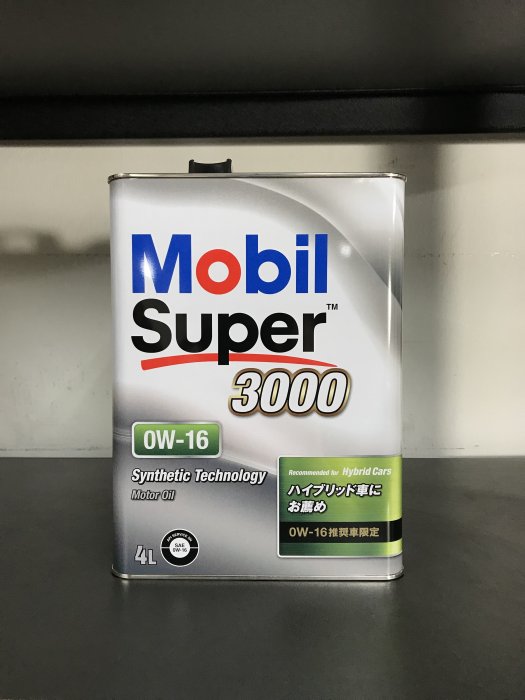 Mobil
Super™
3000
0W-16
Synthetic Technology
Motor Oil
Recommended for Hybrid Cars
ハイブリッド車に
お薦め
0W-16推奨車限定
4L
SAE
0W-16